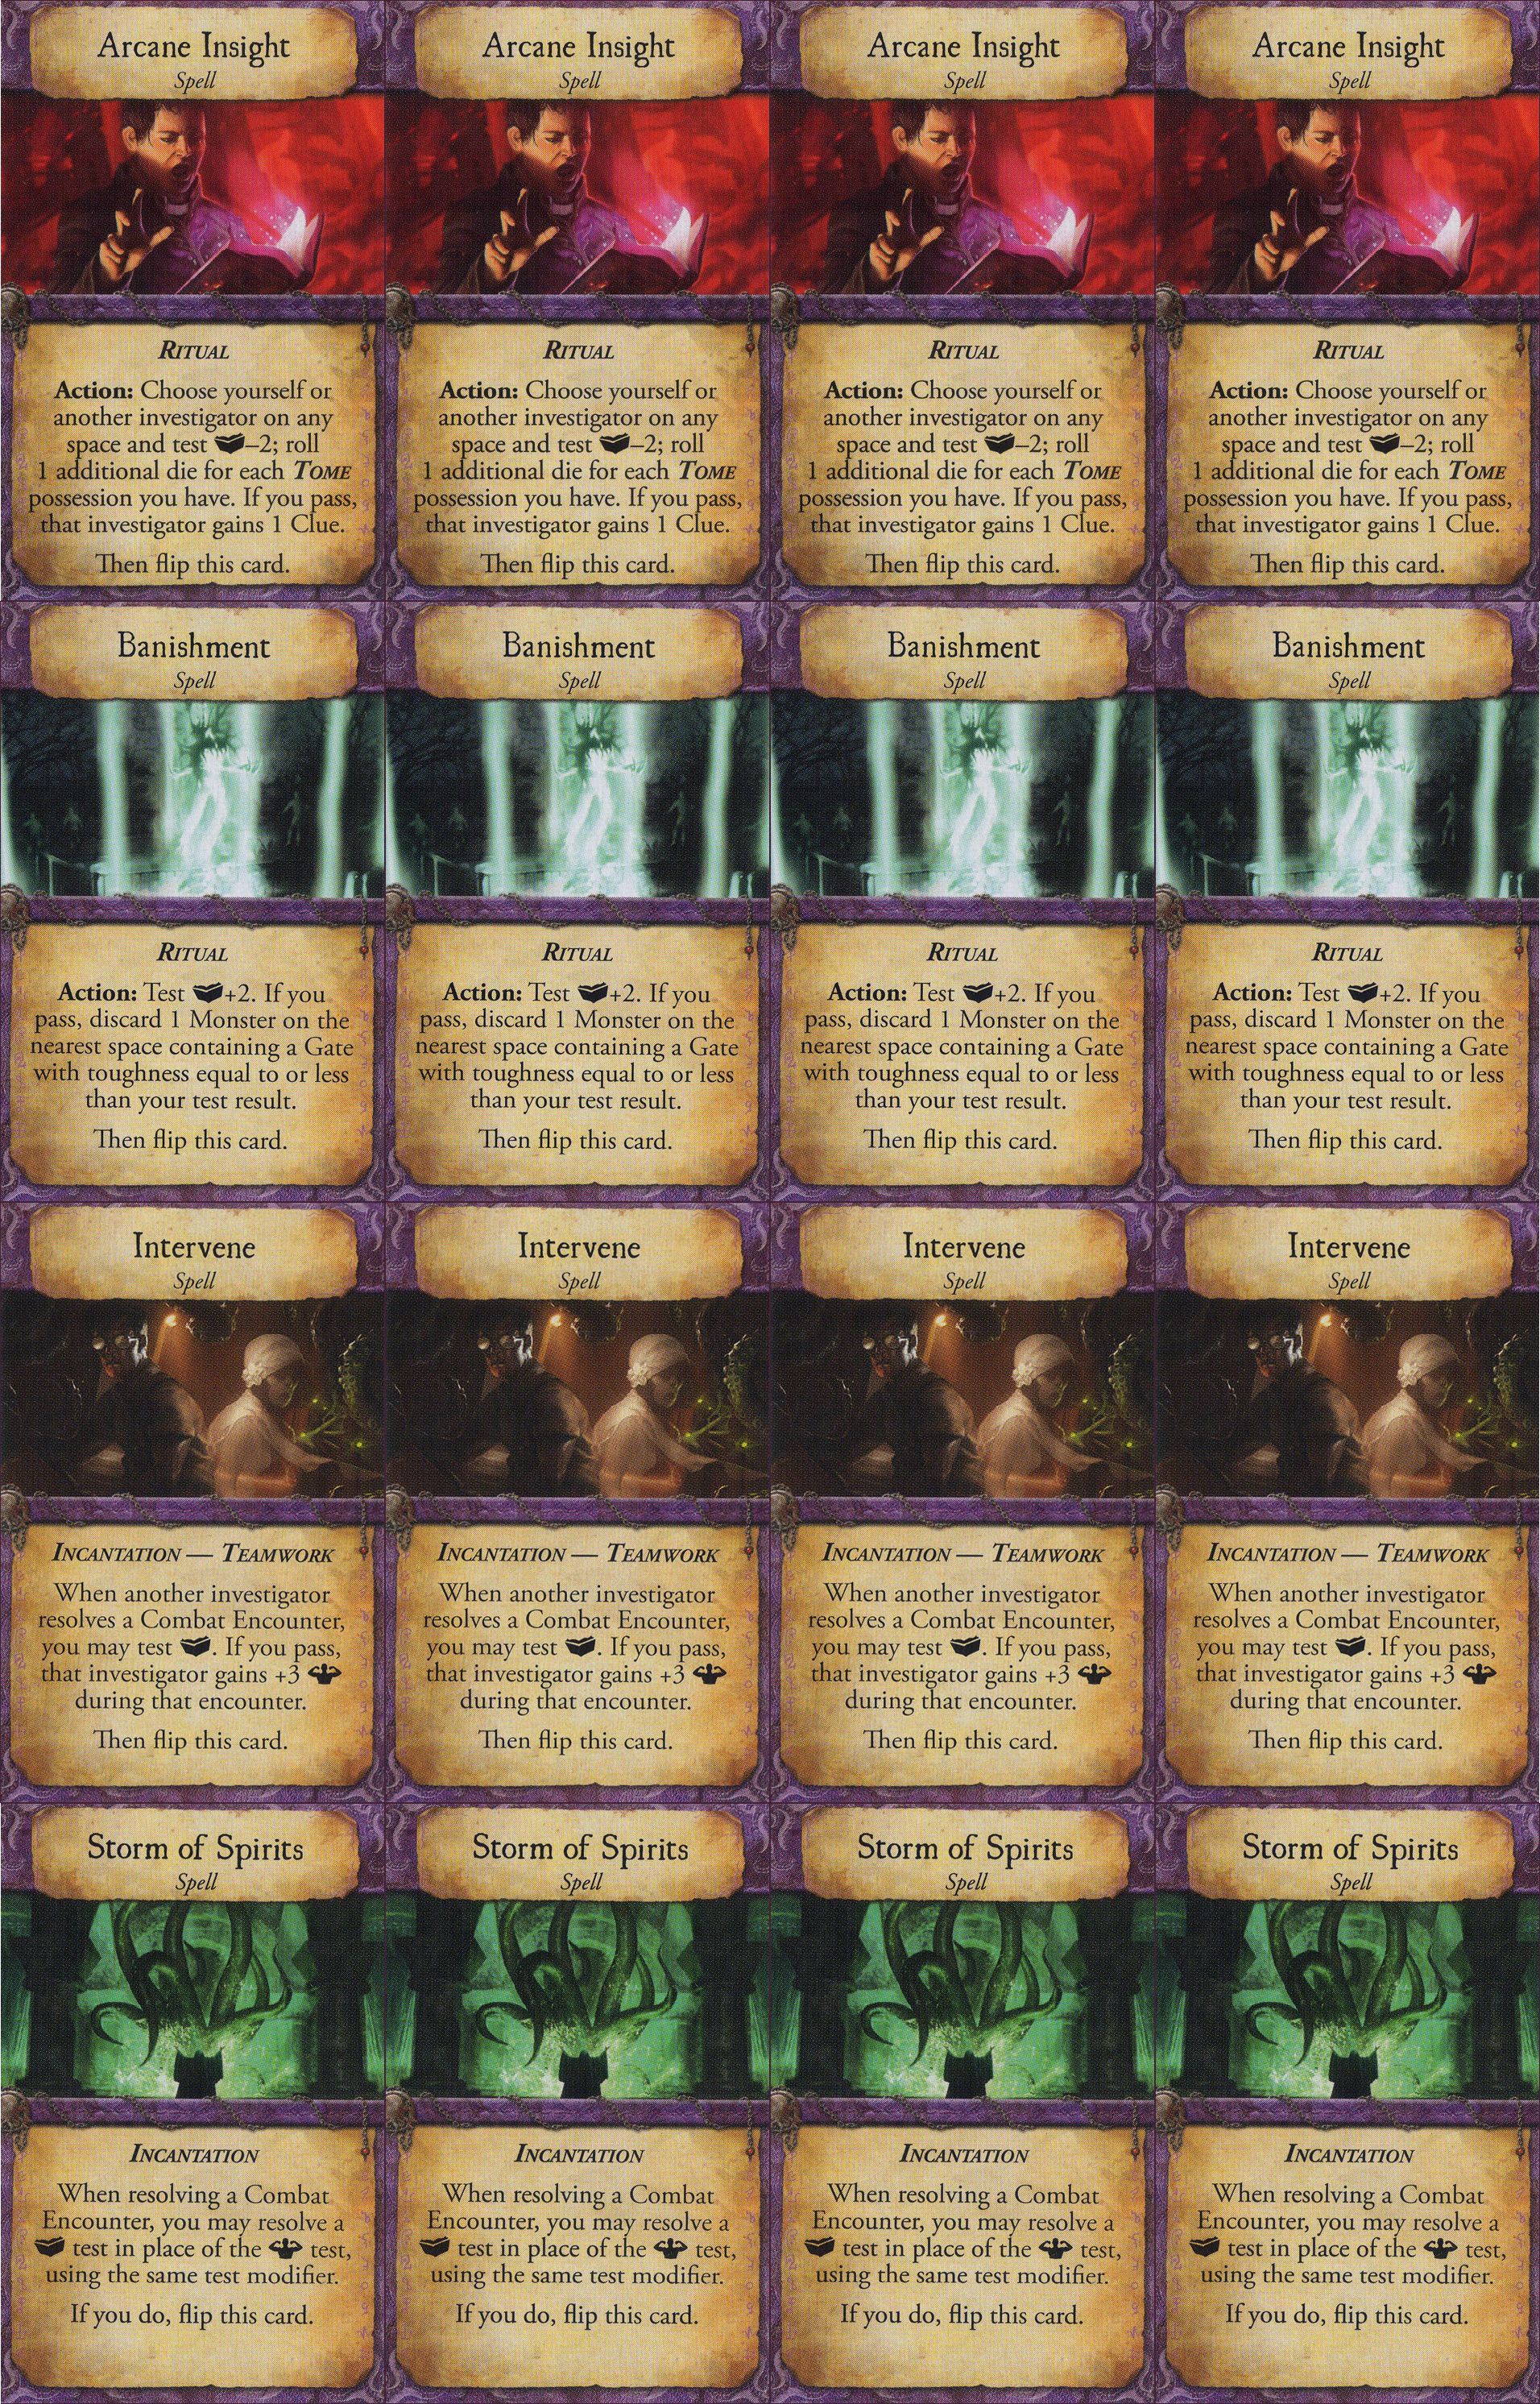 Arcane Insight
Spell
RITUAL
Action: Choose yourself or
another investigator on any
space and test –2; roll
1 additional die for each TOME
possession you have. If you pass,
that investigator gains 1 Clue.
Then flip this card.
Arcane Insight
Spell
RITUAL
Action: Choose yourself or
another investigator on any
space and test –2; roll
1 additional die for each TOME
possession you have. If you pass,
that investigator gains 1 Clue.
Then flip this card.
Arcane Insight
Spell
RITUAL
Action: Choose yourself or
another investigator on any
space and test –2; roll
1 additional die for each TOME
possession you have. If you pass,
that investigator gains 1 Clue.
Then flip this card.
Arcane Insight
Spell
RITUAL
Action: Choose yourself or
another investigator on any
space and test –2; roll
1 additional die for each TOME
possession you have. If you pass,
that investigator gains 1 Clue.
Then flip this card.
Banishment
Spell
RITUAL
Action: Test +2. If you
pass, discard 1 Monster on the
nearest space containing a Gate
with toughness equal to or less
than your test result.
Then flip this card.
Banishment
Spell
RITUAL
Action: Test +2. If you
pass, discard 1 Monster on the
nearest space containing a Gate
with toughness equal to or less
than your test result.
Then flip this card.
Banishment
Spell
RITUAL
Action: Test +2. If you
pass, discard 1 Monster on the
nearest space containing a Gate
with toughness equal to or less
than your test result.
Then flip this card.
Banishment
Spell
RITUAL
Action: Test +2. If you
pass, discard 1 Monster on the
nearest space containing a Gate
with toughness equal to or less
than your test result.
Then flip this card.
Intervene
Spell
INCANTATION — TEAMWORK
When another investigator
resolves a Combat Encounter,
you may test . If you pass,
that investigator gains +3
during that encounter.
Then flip this card.
Intervene
Spell
INCANTATION — TEAMWORK
When another investigator
resolves a Combat Encounter,
you may test . If you pass,
that investigator gains +3
during that encounter.
Then flip this card.
Intervene
Spell
INCANTATION — TEAMWORK
When another investigator
resolves a Combat Encounter,
you may test . If you pass,
that investigator gains +3
during that encounter.
Then flip this card.
Intervene
Spell
INCANTATION — TEAMWORK
When another investigator
resolves a Combat Encounter,
you may test . If you pass,
that investigator gains +3
during that encounter.
Then flip this card.
Storm of Spirits
Spell
INCANTATION
When resolving a Combat
Encounter, you may resolve a
test in place of the test,
using the same test modifier.
If you do, flip this card.
Storm of Spirits
Spell
INCANTATION
When resolving a Combat
Encounter, you may resolve a
test in place of the test,
using the same test modifier.
If you do, flip this card.
Storm of Spirits
Spell
INCANTATION
When resolving a Combat
Encounter, you may resolve a
test in place of the test,
using the same test modifier.
If you do, flip this card.
Storm of Spirits
Spell
INCANTATION
When resolving a Combat
Encounter, you may resolve a
test in place of the test,
using the same test modifier.
If you do, flip this card.